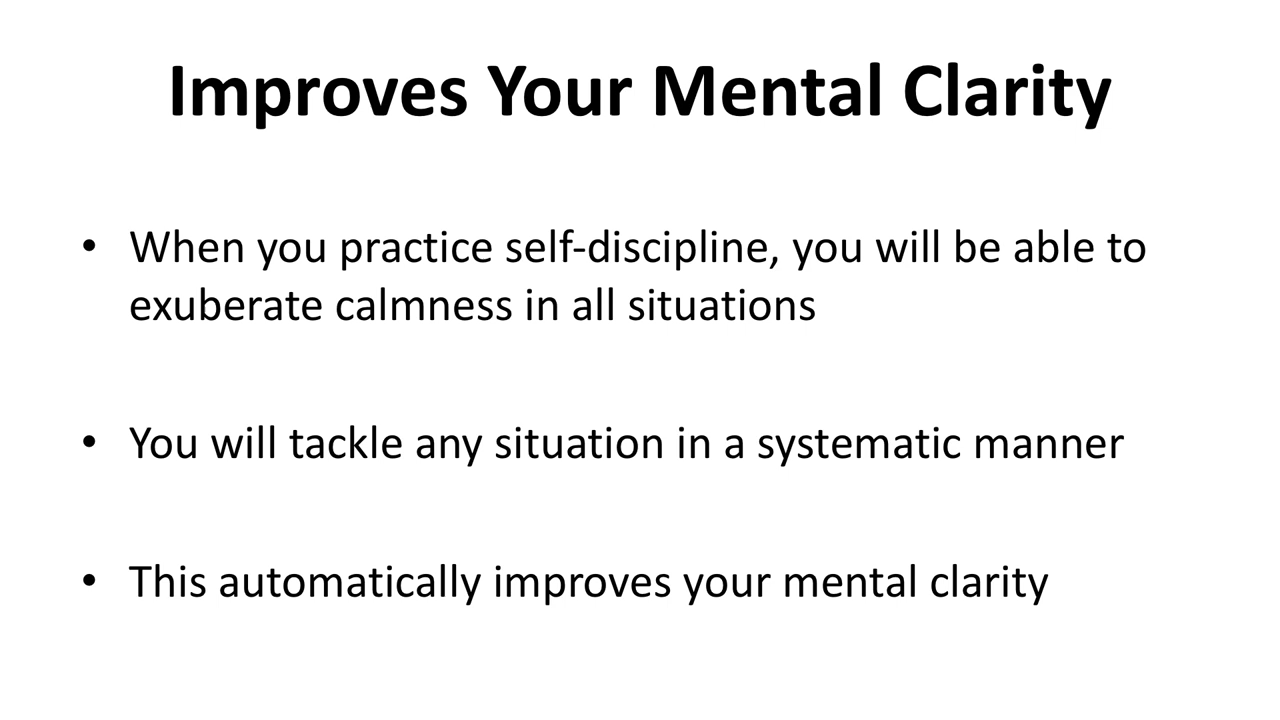 Improves Your Mental Clarity
• When you practice self-discipline, you will be able to
exuberate calmness in all situations
• You will tackle any situation in a systematic manner
• This automatically improves your mental clarity